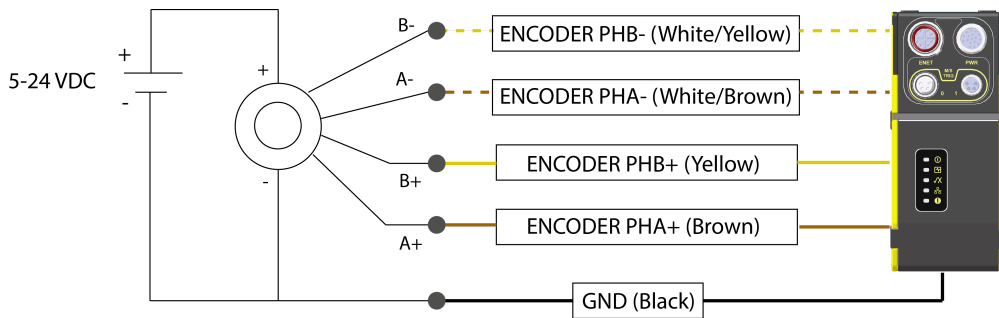 B-
ENCODER PHB- (White/Yellow)
+
+
5-24 VDC
-
A-
ENCODER PHA- (White/Brown)
ENET
PWR
M/S
TRIG
0
1
B+
ENCODER PHB+ (Yellow)
-
A+
ENCODER PHA+ (Brown)
GND (Black)